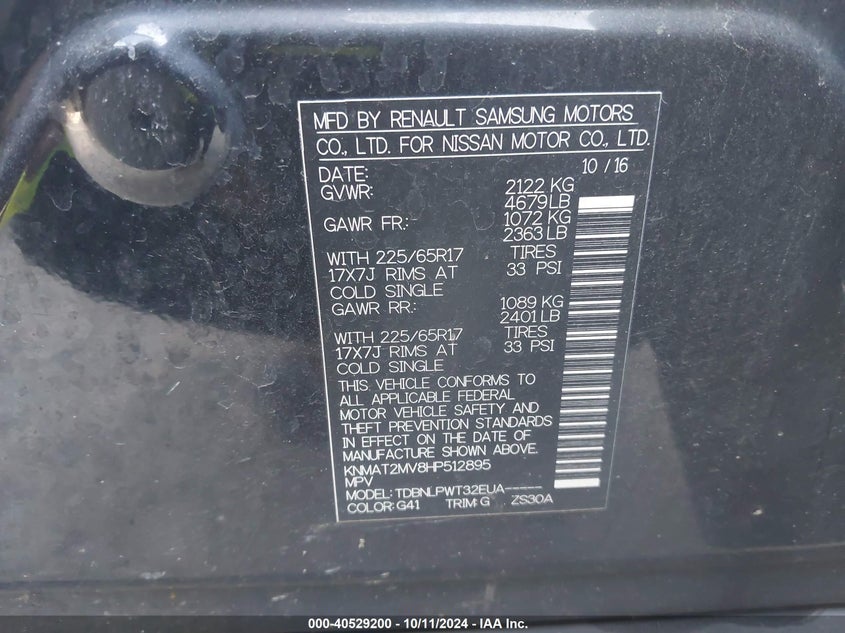 MFD BY RENAULT SAMSUNG MOTORS
CO., LTD. FOR NISSAN MOTOR CO., LTD.
DATE: 10 / 16
GVWR: 2122 KG
4679LB
GAWR FR.: 1072 KG
2363 LB
WITH 225/65R17 TIRES
17X7J RIMS AT 33 PSI
COLD SINGLE
GAWR RR.: 1089 KG
2401 LB
WITH 225/65R17 TIRES
17X7J RIMS AT 33 PSI
COLD SINGLE
THIS VEHICLE CONFORMS TO
ALL APPLICABLE FEDERAL
MOTOR VEHICLE SAFETY AND
THEFT PREVENTION STANDARDS
IN EFFECT ON THE DATE OF
MANUFACTURE SHOWN ABOVE.
KNMAT2MV8HP512895
MPV
MODEL: TDBNLPWT32EUA-----
COLOR: G41 TRIM: G ZS30A
000-40529200 - 10/11/2024 - IAA Inc.